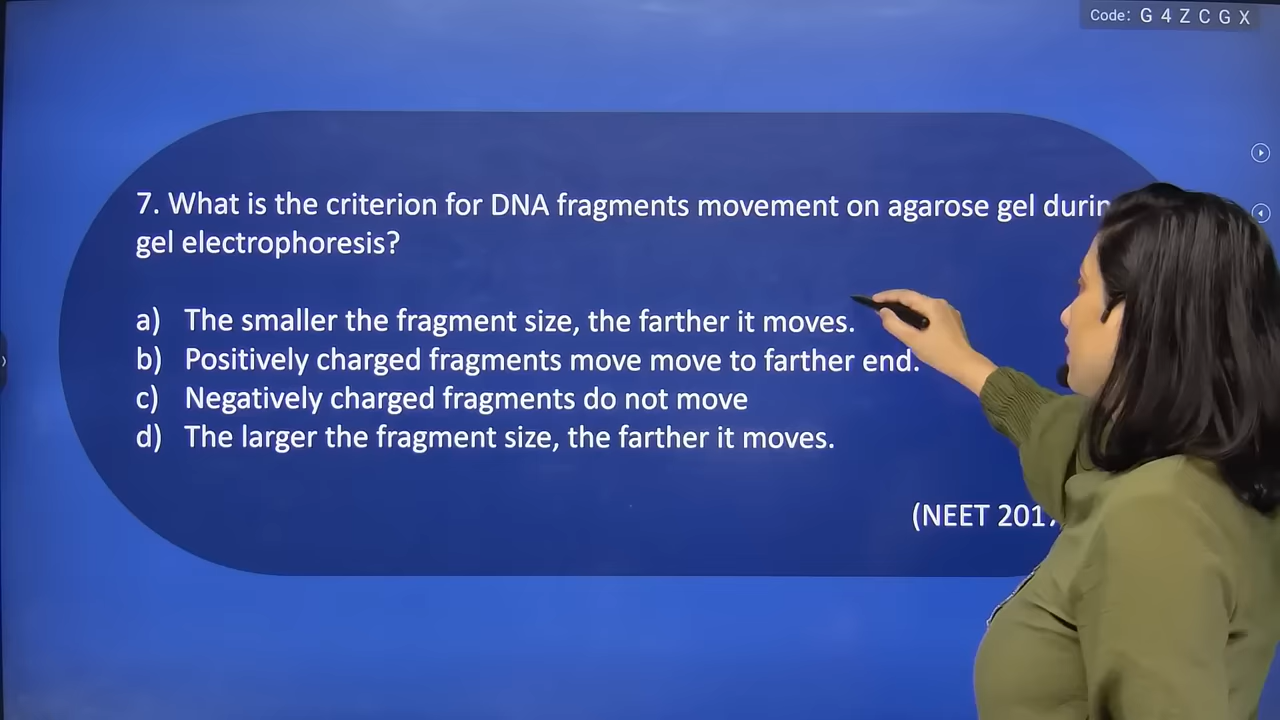 Code: G 4 Z C G X
7. What is the criterion for DNA fragments movement on agarose gel
gel electrophoresis?
a) The smaller the fragment size, the farther it moves.
b) Positively charged fragments move move to farther end.
c) Negatively charged fragments do not move
d) The larger the fragment size, the farther it moves.
(NEET